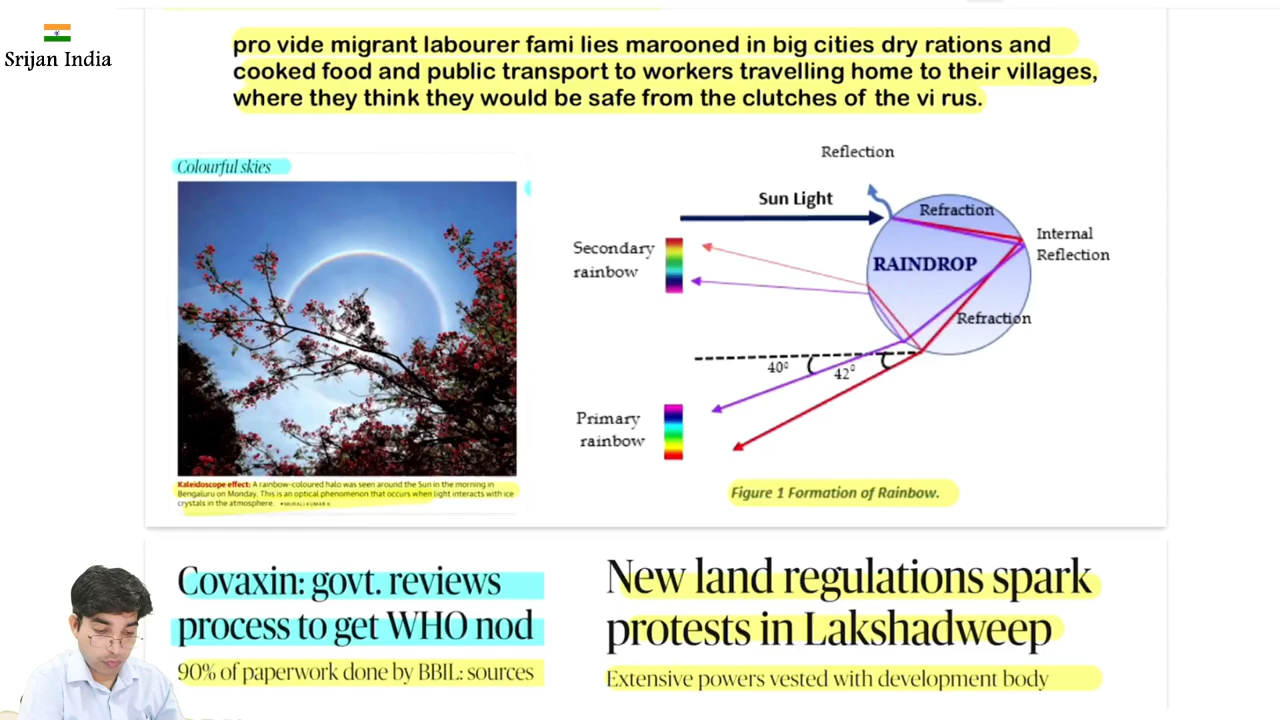 Srijan India
pro vide migrant labourer fami lies marooned in big cities dry rations and
cooked food and public transport to workers travelling home to their villages,
where they think they would be safe from the clutches of the vi rus.
Colourful skies
Kaleidoscope effect: A rainbow-coloured halo was seen around the Sun in the morning in
Bengaluru on Monday. This is an optical phenomenon that occurs when light interacts with ice
crystals in the atmosphere. • MURALI KUMAR K
Reflection
Sun Light
Refraction
Internal
Reflection
Secondary
rainbow
RAINDROP
Refraction
40⁰
42⁰
Primary
rainbow
Figure 1 Formation of Rainbow.
Covaxin: govt. reviews
process to get WHO nod
90% of paperwork done by BBIL: sources
New land regulations spark
protests in Lakshadweep
Extensive powers vested with development body